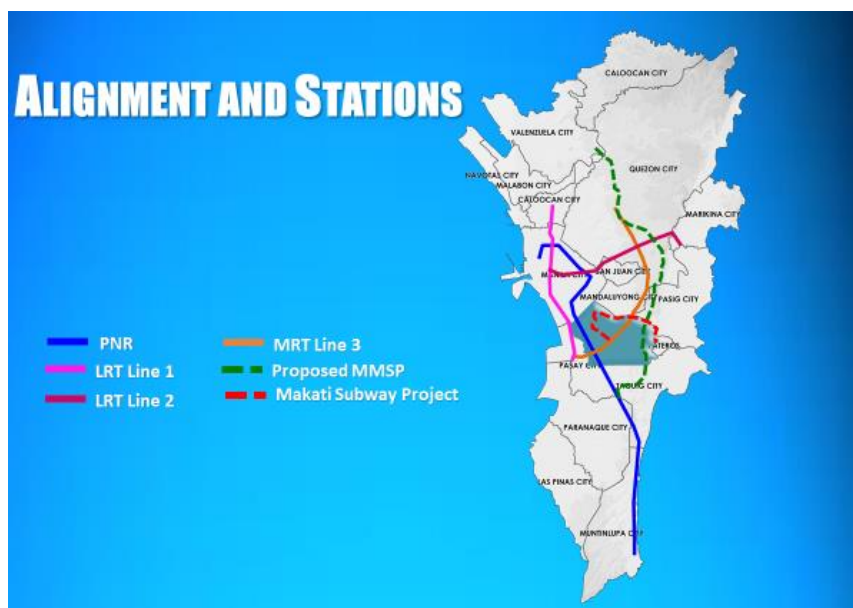 ALIGNMENT AND STATIONS
CALOOCAN CITY
VALENZUELA CITY
QUEZON CITY
NAVOTAS CITY
MALABON CITY
CALOOCAN CITY
MARIKINA CITY
SAN JUAN CITY
MANDALUYONG CITY
PASIG CITY
PASAY CITY
TAGUIG CITY
PARANAQUE CITY
LAS PINAS CITY
MUNTINLUPA CITY
PNR
LRT Line 1
LRT Line 2
MRT Line 3
Proposed MMSP
Makati Subway Project